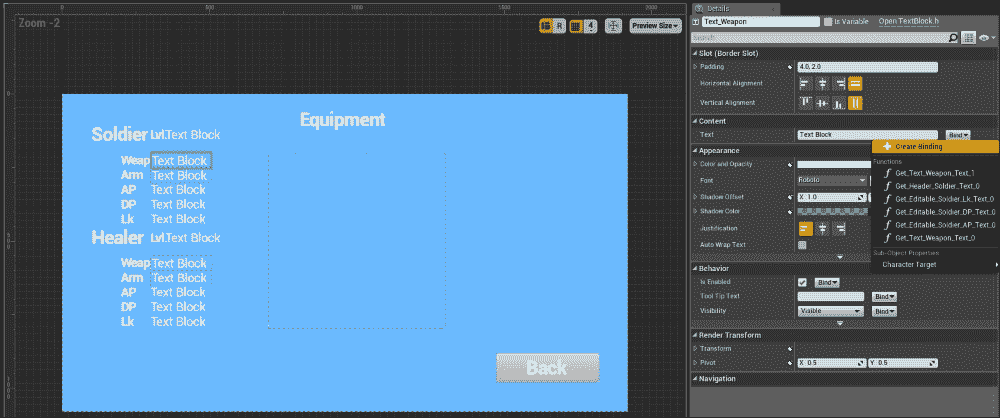 Zoom -2
0
500
1000
1500
2000
R
4
Preview Size
0
Equipment
Soldier Lvl.Text Block
Weap Text Block
Arm Text Block
AP Text Block
DP Text Block
Lk Text Block
Healer Lvl.Text Block
Weap Text Block
Arm Text Block
AP Text Block
DP Text Block
Lk Text Block
Back
Details
Text_Weapon
Is Variable
Open TextBlock.h
Search
Slot (Border Slot)
Padding 4.0, 2.0
Horizontal Alignment
Vertical Alignment
Content
Text Text Block Bind
Create Binding
Functions
Get_Text_Weapon_Text_1
Get_Header_Soldier_Text_0
Get_Editable_Soldier_Lk_Text_0
Get_Editable_Soldier_DP_Text_0
Get_Editable_Soldier_AP_Text_0
Get_Text_Weapon_Text_0
Sub-Object Properties
Character Target
Appearance
Color and Opacity
Font Roboto
Shadow Offset X 1.0
Shadow Color
Justification
Auto Wrap Text
Behavior
Is Enabled Bind
Tool Tip Text Bind
Visibility Visible Bind
Render Transform
Transform
Pivot X 0.5 Y 0.5
Navigation